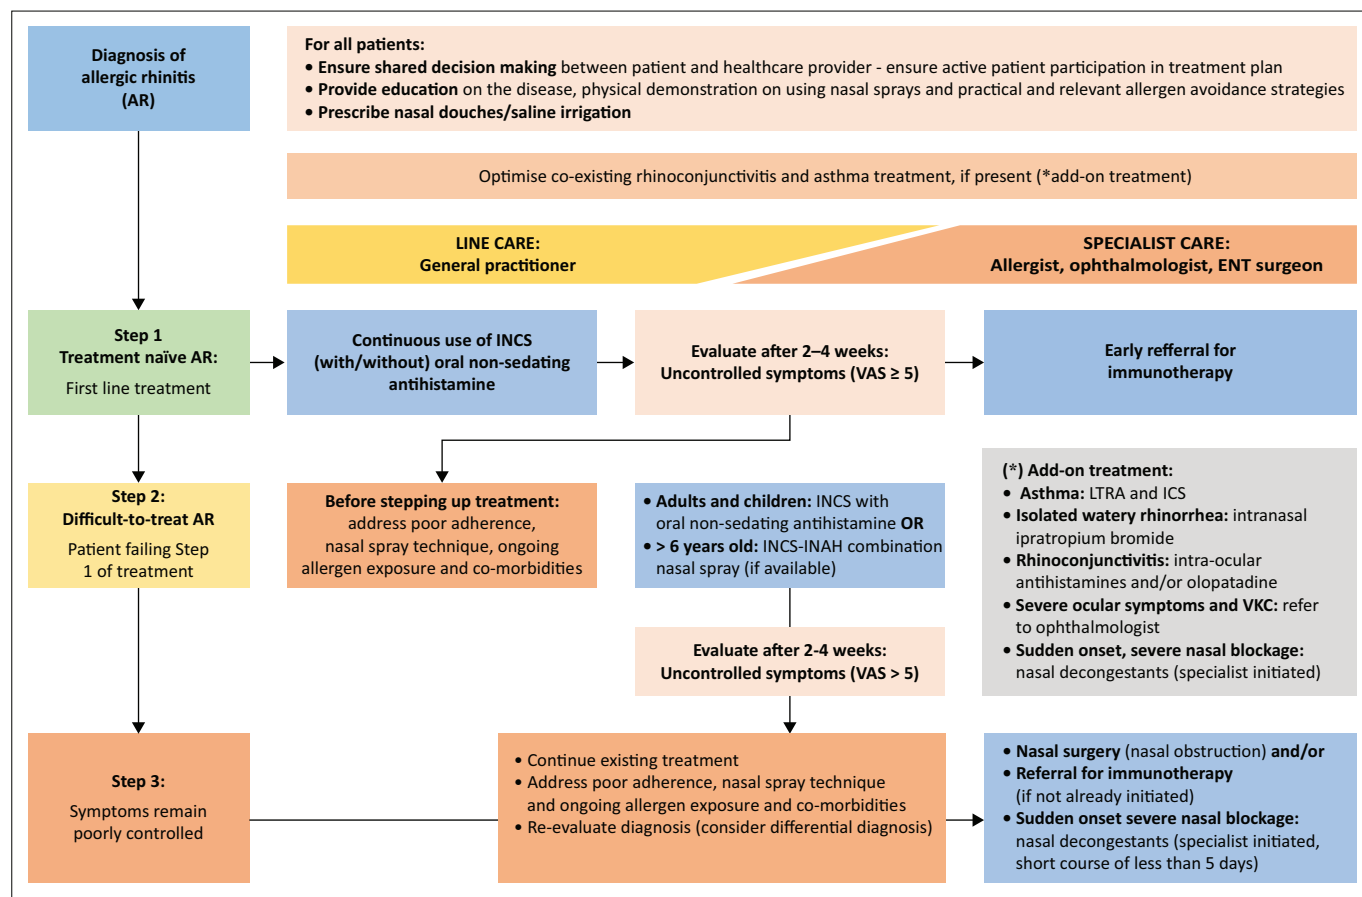 Diagnosis of
allergic rhinitis
(AR)
For all patients:
• Ensure shared decision making between patient and healthcare provider - ensure active patient participation in treatment plan
• Provide education on the disease, physical demonstration on using nasal sprays and practical and relevant allergen avoidance strategies
• Prescribe nasal douches/saline irrigation
Optimise co-existing rhinoconjunctivitis and asthma treatment, if present (*add-on treatment)
LINE CARE:
General practitioner
SPECIALIST CARE:
Allergist, ophthalmologist, ENT surgeon
Step 1
Treatment naïve AR:
First line treatment
Continuous use of INCS
(with/without) oral non-sedating
antihistamine
Evaluate after 2–4 weeks:
Uncontrolled symptoms (VAS ≥ 5)
Early refferral for
immunotherapy
Step 2:
Difficult-to-treat AR
Patient failing Step
1 of treatment
Before stepping up treatment:
address poor adherence,
nasal spray technique, ongoing
allergen exposure and co-morbidities
• Adults and children: INCS with
oral non-sedating antihistamine OR
• > 6 years old: INCS-INAH combination
nasal spray (if available)
Evaluate after 2-4 weeks:
Uncontrolled symptoms (VAS > 5)
(*) Add-on treatment:
• Asthma: LTRA and ICS
• Isolated watery rhinorrhea: intranasal
ipratropium bromide
• Rhinoconjunctivitis: intra-ocular
antihistamines and/or olopatadine
• Severe ocular symptoms and VKC: refer
to ophthalmologist
• Sudden onset, severe nasal blockage:
nasal decongestants (specialist initiated)
Step 3:
Symptoms remain
poorly controlled
• Continue existing treatment
• Address poor adherence, nasal spray technique
and ongoing allergen exposure and co-morbidities
• Re-evaluate diagnosis (consider differential diagnosis)
• Nasal surgery (nasal obstruction) and/or
• Referral for immunotherapy
(if not already initiated)
• Sudden onset severe nasal blockage:
nasal decongestants (specialist initiated,
short course of less than 5 days)